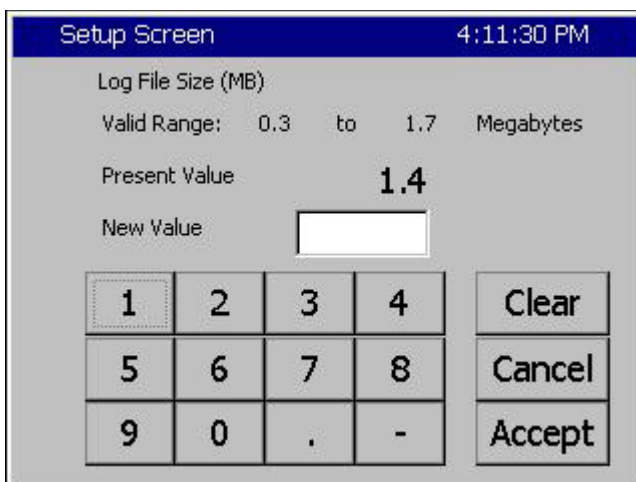 Setup Screen 4:11:30 PM
Log File Size (MB)
Valid Range: 0.3 to 1.7 Megabytes
Present Value 1.4
New Value
1 2 3 4 Clear
5 6 7 8 Cancel
9 0 . - Accept